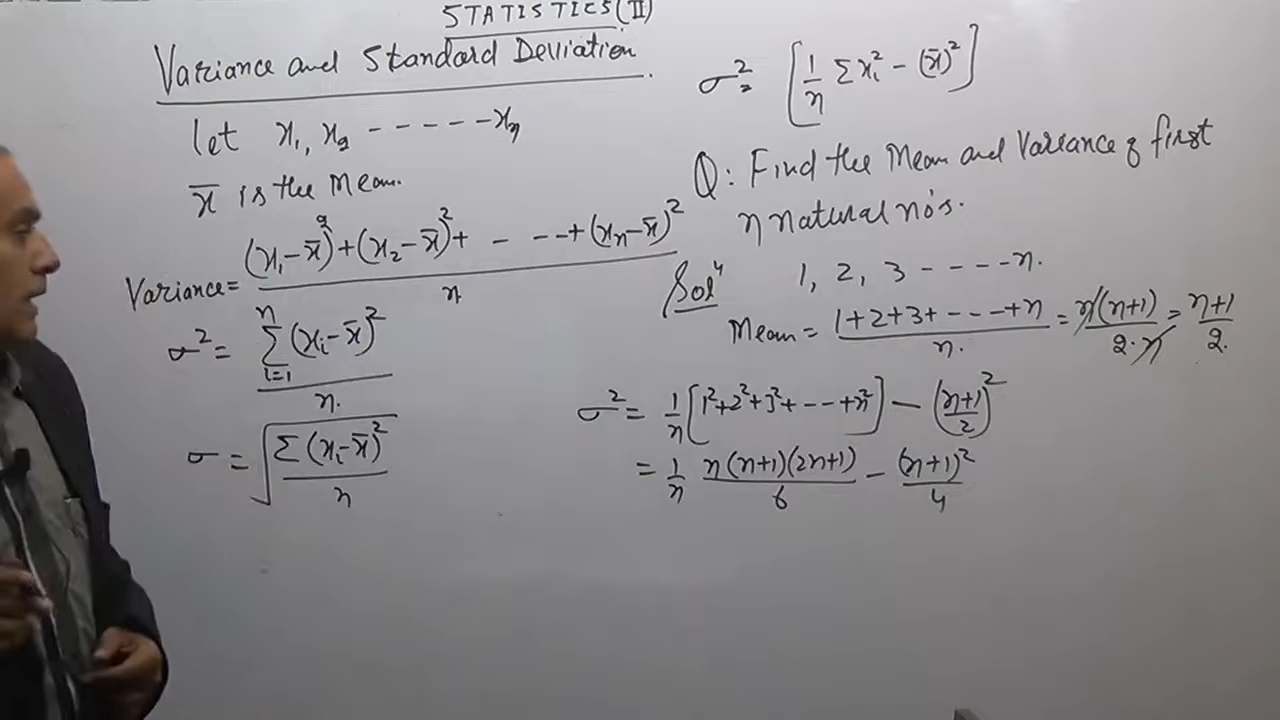 STATISTICS(II)
Variance and Standard Deviation
let x₁, x₂ ------xₙ
x̄ is the Mean.
Variance = ((x₁-x̄)²+(x₂-x̄)²+ - --+(xₙ-x̄)²)/n
σ² = (∑ᵢ₌₁ⁿ (xᵢ-x̄)²)/n.
σ = √(Σ(xᵢ-x̄)²/n)
σ² = [1/n Σxᵢ² - (x̄)²]
Q: Find the Mean and Variance of first
n natural no's.
Solⁿ 1, 2, 3 -----n.
Mean = (1+2+3+-----+n)/n. = n(n+1)/2.n = (n+1)/2.
σ² = 1/n [1²+2²+3²+---+n²] - ((n+1)/2)²
= 1/n n(n+1)(2n+1)/6 - (n+1)²/4